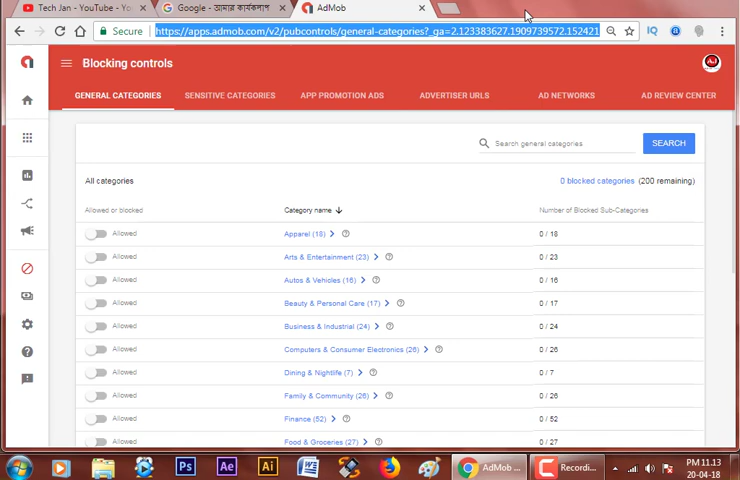 Tech Jan - YouTube - Yo
Google - আমার কার্যকলাপ
AdMob
Secure
https://apps.admob.com/v2/pubcontrols/general-categories?_ga=2.123383627.1909739572.152421
Blocking controls
GENERAL CATEGORIES SENSITIVE CATEGORIES APP PROMOTION ADS ADVERTISER URLS AD NETWORKS AD REVIEW CENTER
Search general categories SEARCH
All categories 0 blocked categories (200 remaining)
Allowed or blocked Category name Number of Blocked Sub-Categories
Allowed Apparel (18) 0 / 18
Allowed Arts & Entertainment (23) 0 / 23
Allowed Autos & Vehicles (16) 0 / 16
Allowed Beauty & Personal Care (17) 0 / 17
Allowed Business & Industrial (24) 0 / 24
Allowed Computers & Consumer Electronics (26) 0 / 26
Allowed Dining & Nightlife (7) 0 / 7
Allowed Family & Community (26) 0 / 26
Allowed Finance (52) 0 / 52
Allowed Food & Groceries (27) 0 / 27
Ps Ae Ai AdMob ... Recordi... PM 11.13
20-04-18